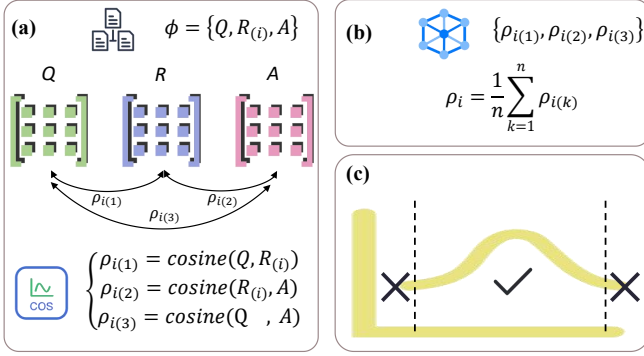 (a)
ϕ = {Q, R₍ᵢ₎, A}
Q R A
ρᵢ₍₁₎ ρᵢ₍₂₎
ρᵢ₍₃₎
COS
ρᵢ₍₁₎ = cosine(Q, R₍ᵢ₎)
ρᵢ₍₂₎ = cosine(R₍ᵢ₎, A)
ρᵢ₍₃₎ = cosine(Q , A)
(b)
{ρᵢ₍₁₎, ρᵢ₍₂₎, ρᵢ₍₃₎}
ρᵢ = 1/n ∑ₖ₌₁ⁿ ρᵢ₍ₖ₎
(c)